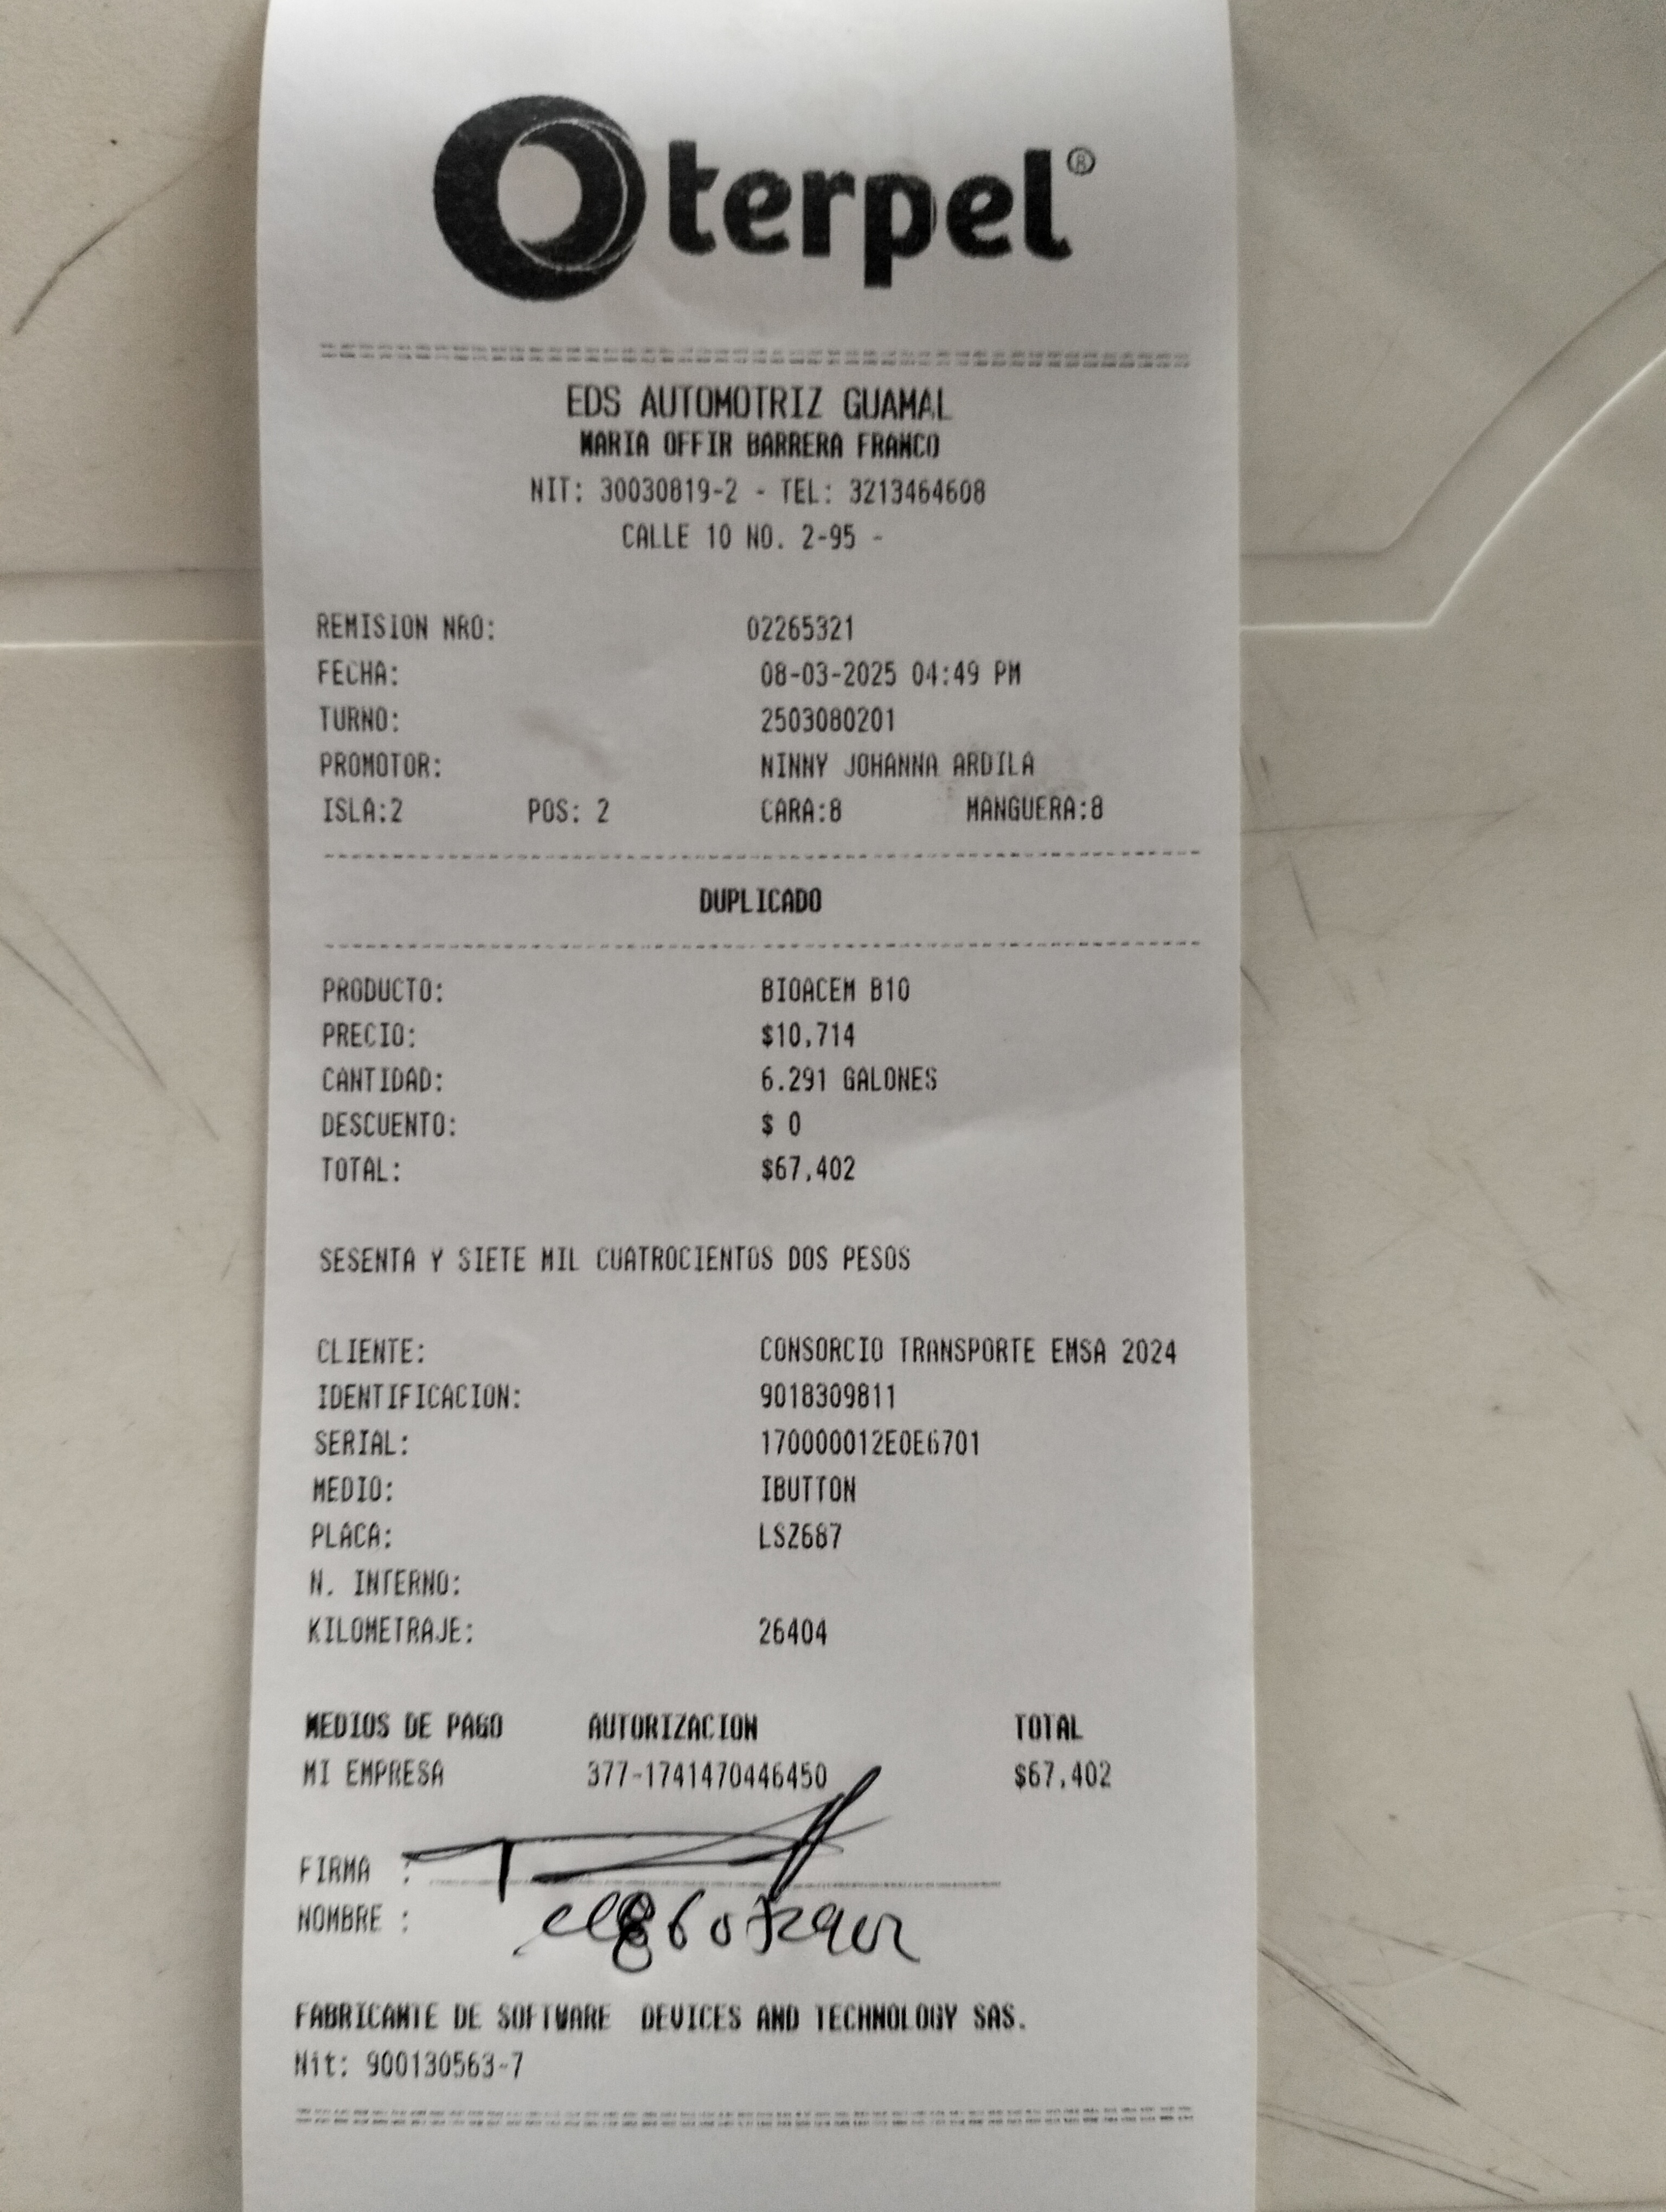 terpel®
EDS AUTOMOTRIZ GUAMAL
MARIA OFFIR BARRERA FRANCO
NIT: 30030819-2 - TEL: 3213464608
CALLE 10 NO. 2-95 -
REMISION NRO: 02265321
FECHA: 08-03-2025 04:49 PM
TURNO: 2503080201
PROMOTOR: NINNY JOHANNA ARDILA
ISLA:2 POS: 2 CARA:8 MANGUERA:8
DUPLICADO
PRODUCTO: BIOACEM B10
PRECIO: $10,714
CANTIDAD: 6.291 GALONES
DESCUENTO: $ 0
TOTAL: $67,402
SESENTA Y SIETE MIL CUATROCIENTOS DOS PESOS
CLIENTE: CONSORCIO TRANSPORTE EMSA 2024
IDENTIFICACION: 9018309811
SERIAL: 170000012E0E6701
MEDIO: IBUTTON
PLACA: LSZ687
N. INTERNO:
KILOMETRAJE: 26404
MEDIOS DE PAGO AUTORIZACION TOTAL
MI EMPRESA 377-1741470446450 $67,402
FIRMA :
NOMBRE :
FABRICANTE DE SOFTWARE DEVICES AND TECHNOLOGY SAS.
Nit: 900130563-7